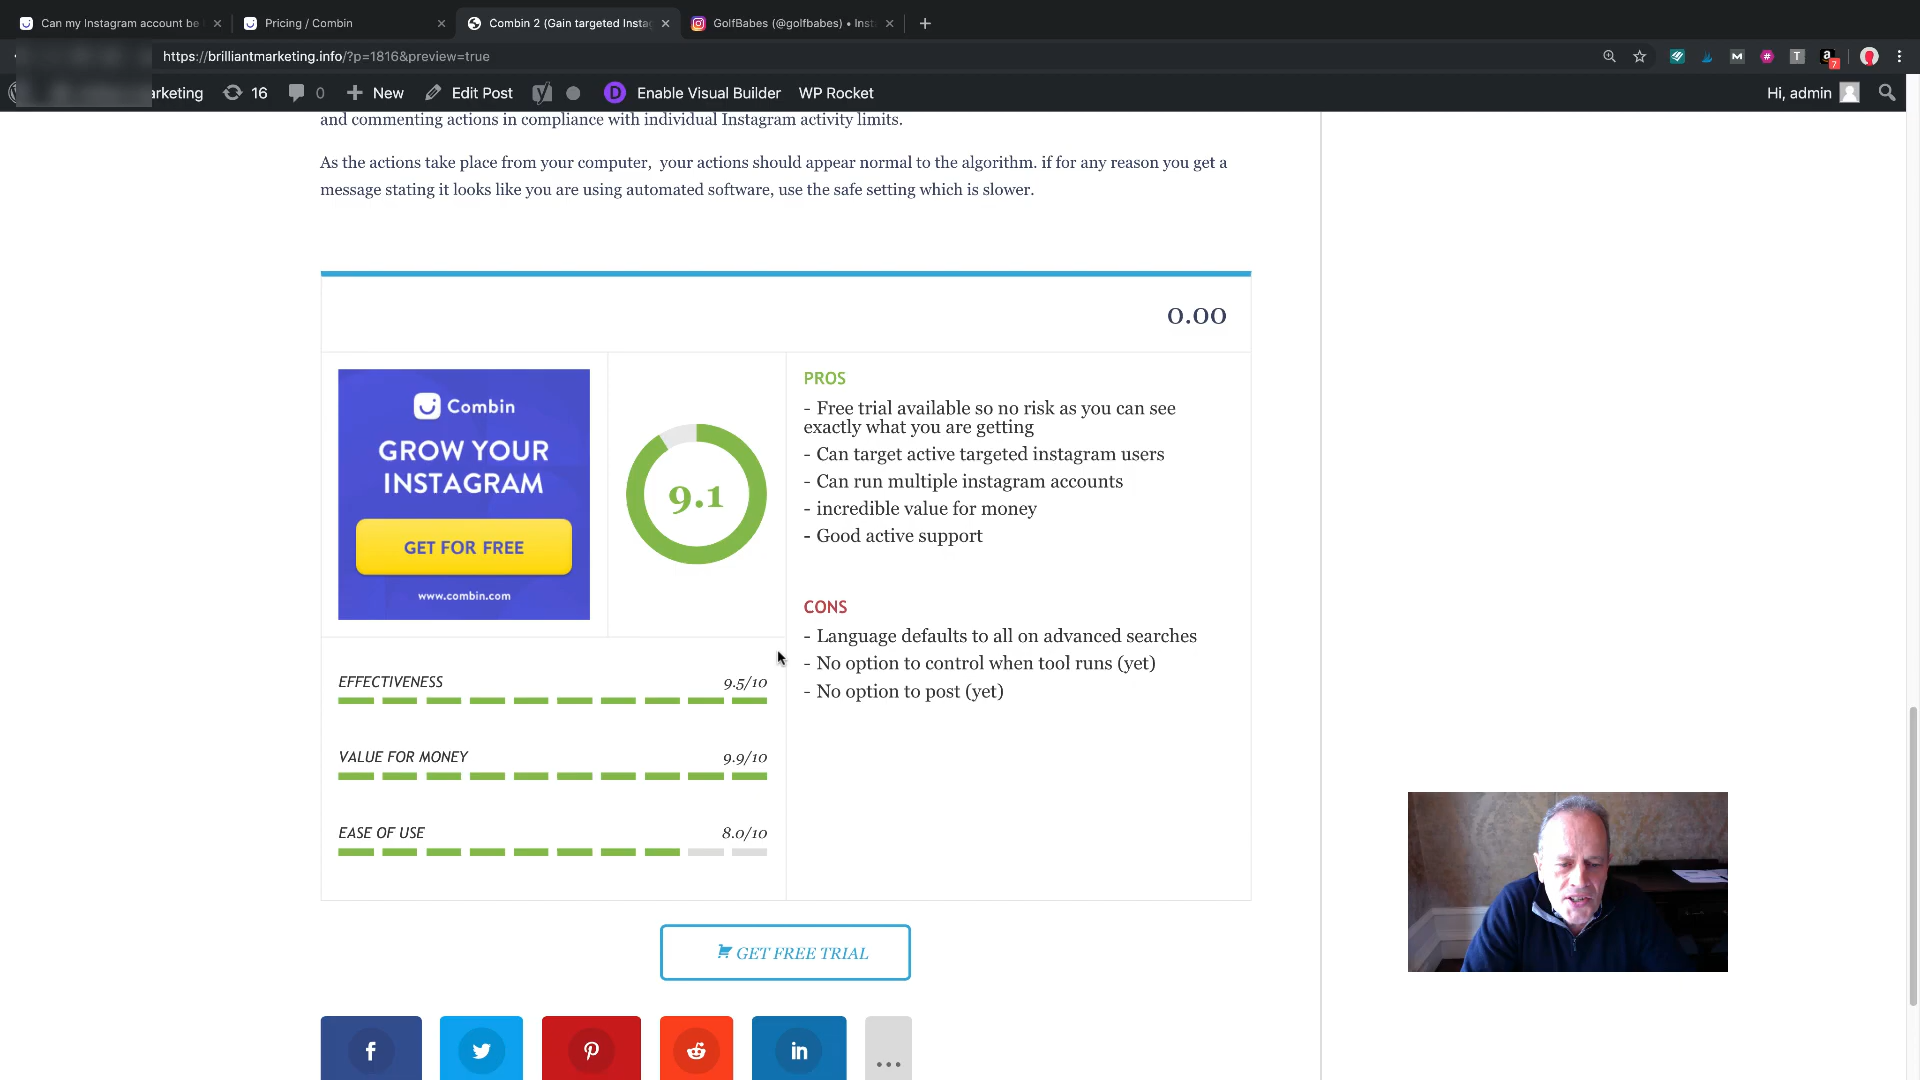 Can my Instagram account be
Pricing / Combin
Combin 2 (Gain targeted Insta
GolfBabes (@golfbabes) • Inst
https://brilliantmarketing.info/?p=1816&preview=true
M
#
T
a
7
arketing
16
0
New
Edit Post
D
Enable Visual Builder
WP Rocket
Hi, admin
and commenting actions in compliance with individual Instagram activity limits.
As the actions take place from your computer, your actions should appear normal to the algorithm. if for any reason you get a
message stating it looks like you are using automated software, use the safe setting which is slower.
0.00
Combin
GROW YOUR
INSTAGRAM
GET FOR FREE
www.combin.com
9.1
PROS
- Free trial available so no risk as you can see
exactly what you are getting
- Can target active targeted instagram users
- Can run multiple instagram accounts
- incredible value for money
- Good active support
CONS
- Language defaults to all on advanced searches
- No option to control when tool runs (yet)
- No option to post (yet)
EFFECTIVENESS 9.5/10
VALUE FOR MONEY 9.9/10
EASE OF USE 8.0/10
GET FREE TRIAL
...